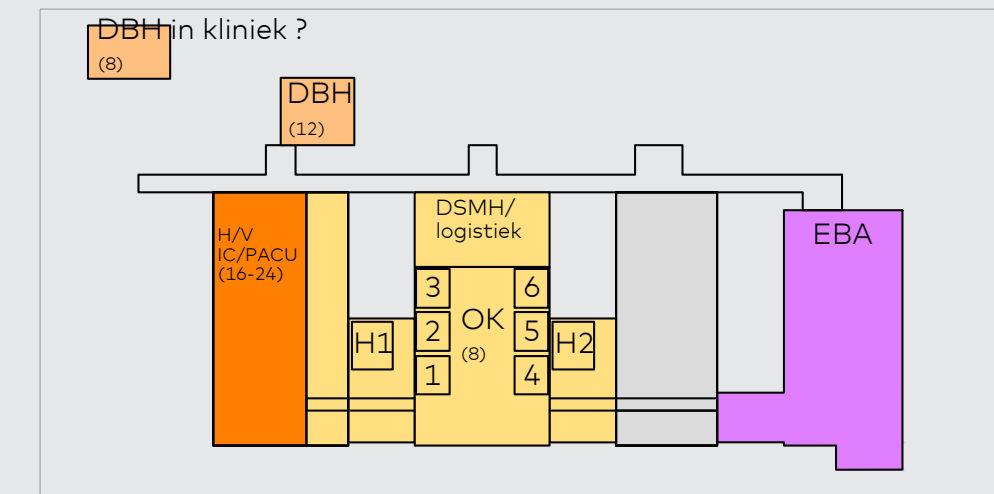 DBH in kliniek ?
(8)
DBH
(12)
H/V
IC/PACU
(16-24)
DSMH/
logistiek
EBA
3
6
OK
H1
2
5
H2
(8)
1
4